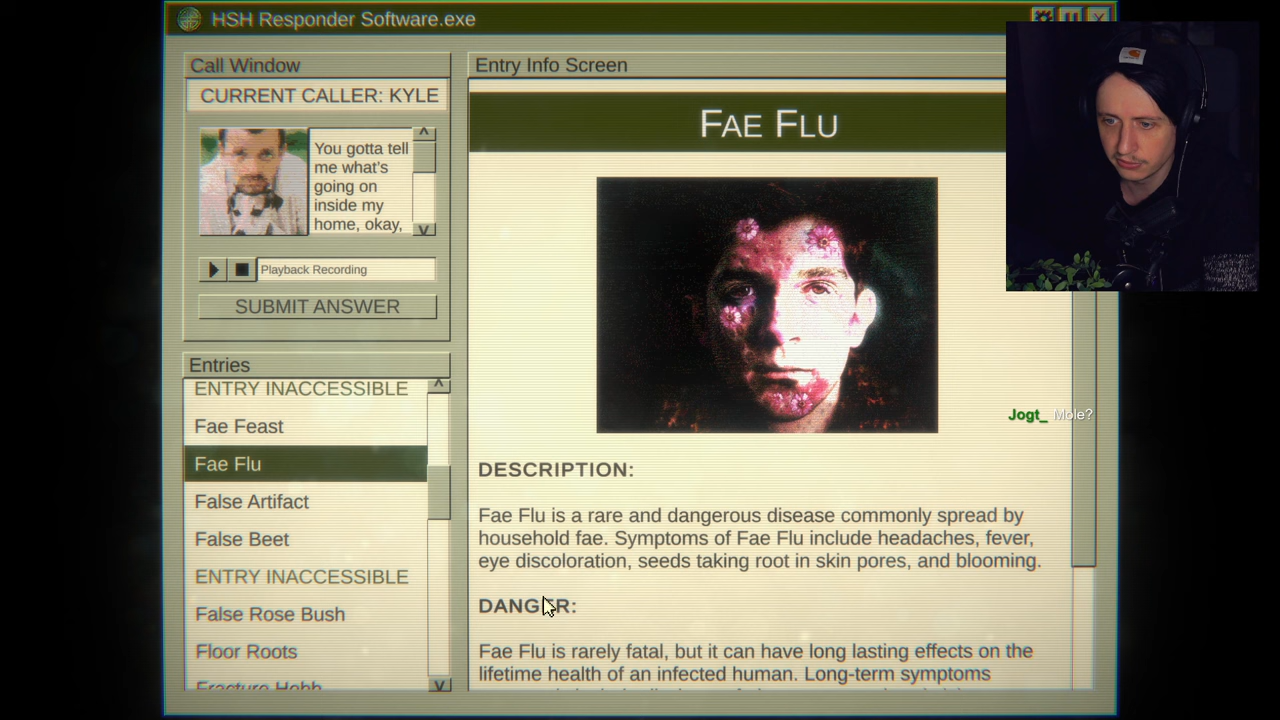 HSH Responder Software.exe
Call Window
CURRENT CALLER: KYLE
You gotta tell
me what's
going on
inside my
home, okay,
Playback Recording
SUBMIT ANSWER
Entries
ENTRY INACCESSIBLE
Fae Feast
Fae Flu
False Artifact
False Beet
ENTRY INACCESSIBLE
False Rose Bush
Floor Roots
Fracture Hobb
Entry Info Screen
FAE FLU
DESCRIPTION:
Fae Flu is a rare and dangerous disease commonly spread by
household fae. Symptoms of Fae Flu include headaches, fever,
eye discoloration, seeds taking root in skin pores, and blooming.
DANGER:
Fae Flu is rarely fatal, but it can have long lasting effects on the
lifetime health of an infected human. Long-term symptoms
Jogt_ Mole?